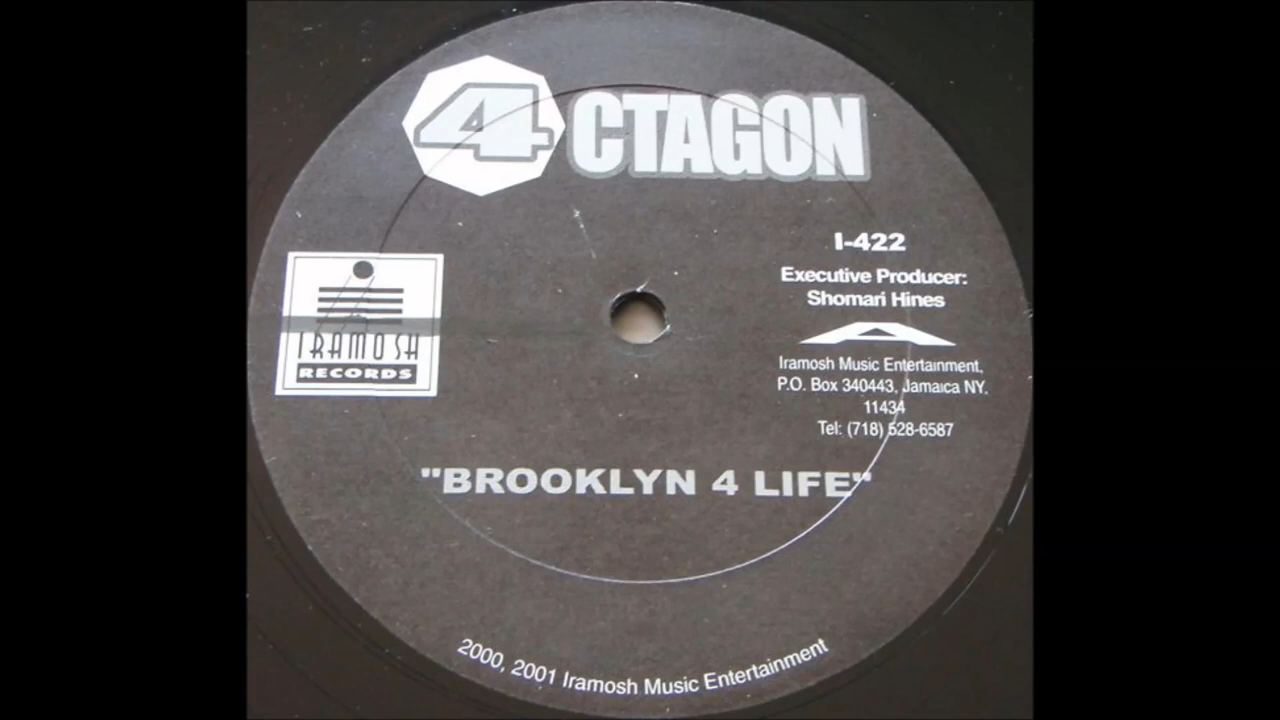 4CTAGON
I-422
Executive Producer:
Shomari Hines
A
IRAMOSH
RECORDS
Iramosh Music Entertainment,
P.O. Box 340443, Jamaica NY.
11434
Tel: (718) 528-6587
"BROOKLYN 4 LIFE"
2000, 2001 Iramosh Music Entertainment